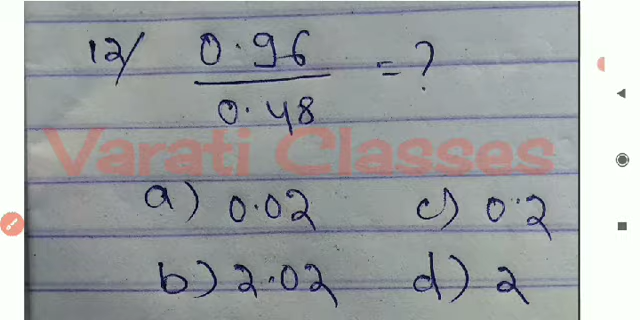 12/ 0.96
= ?
0.48
Varati Classes
a) 0.02 c) 0.2
b) 2.02 d) 2